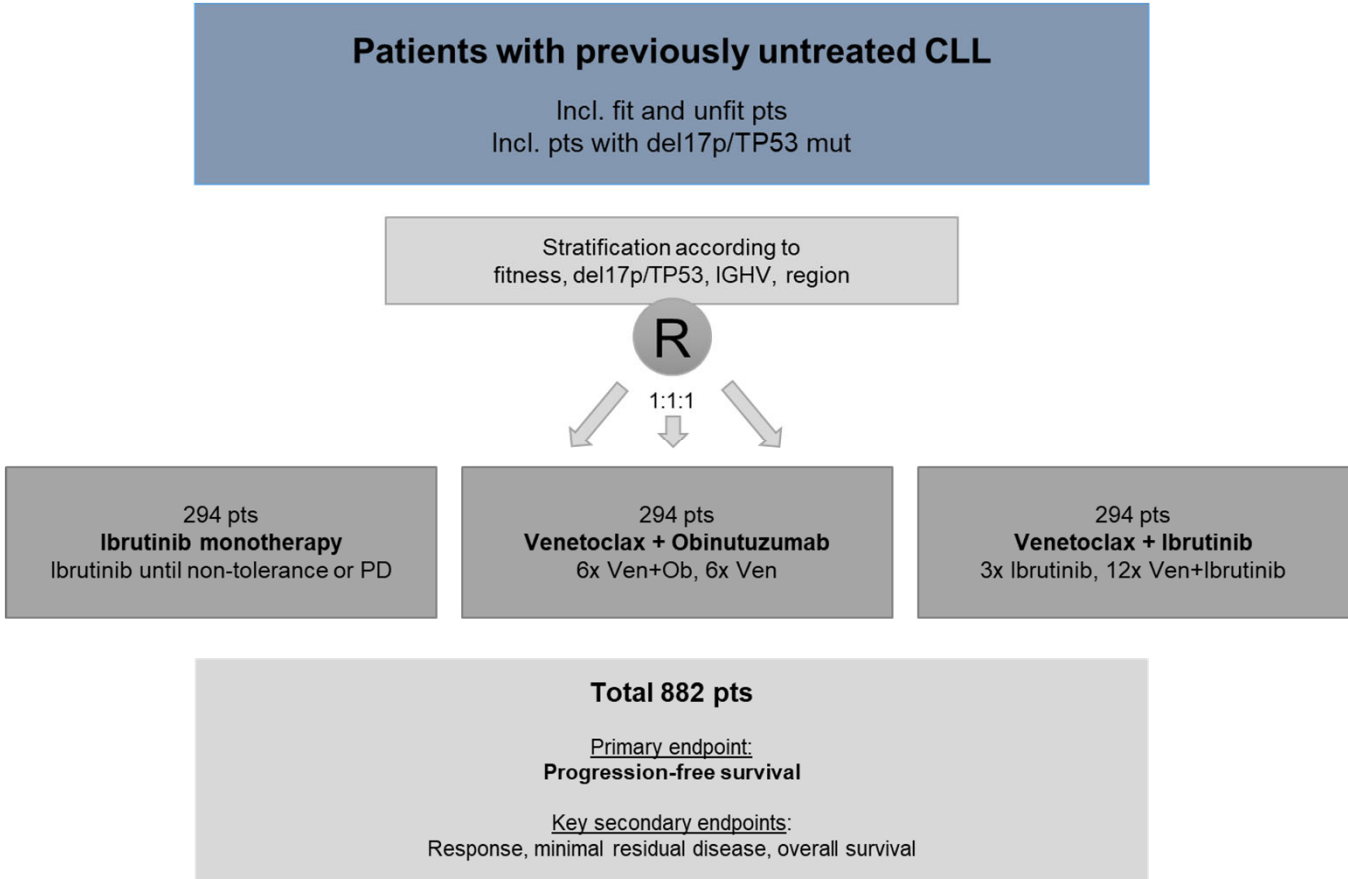 Patients with previously untreated CLL
Incl. fit and unfit pts
Incl. pts with del17p/TP53 mut
Stratification according to
fitness, del17p/TP53, IGHV, region
R
1:1:1
294 pts
Ibrutinib monotherapy
Ibrutinib until non-tolerance or PD
294 pts
Venetoclax + Obinutuzumab
6x Ven+Ob, 6x Ven
294 pts
Venetoclax + Ibrutinib
3x Ibrutinib, 12x Ven+Ibrutinib
Total 882 pts
Primary endpoint:
Progression-free survival
Key secondary endpoints:
Response, minimal residual disease, overall survival